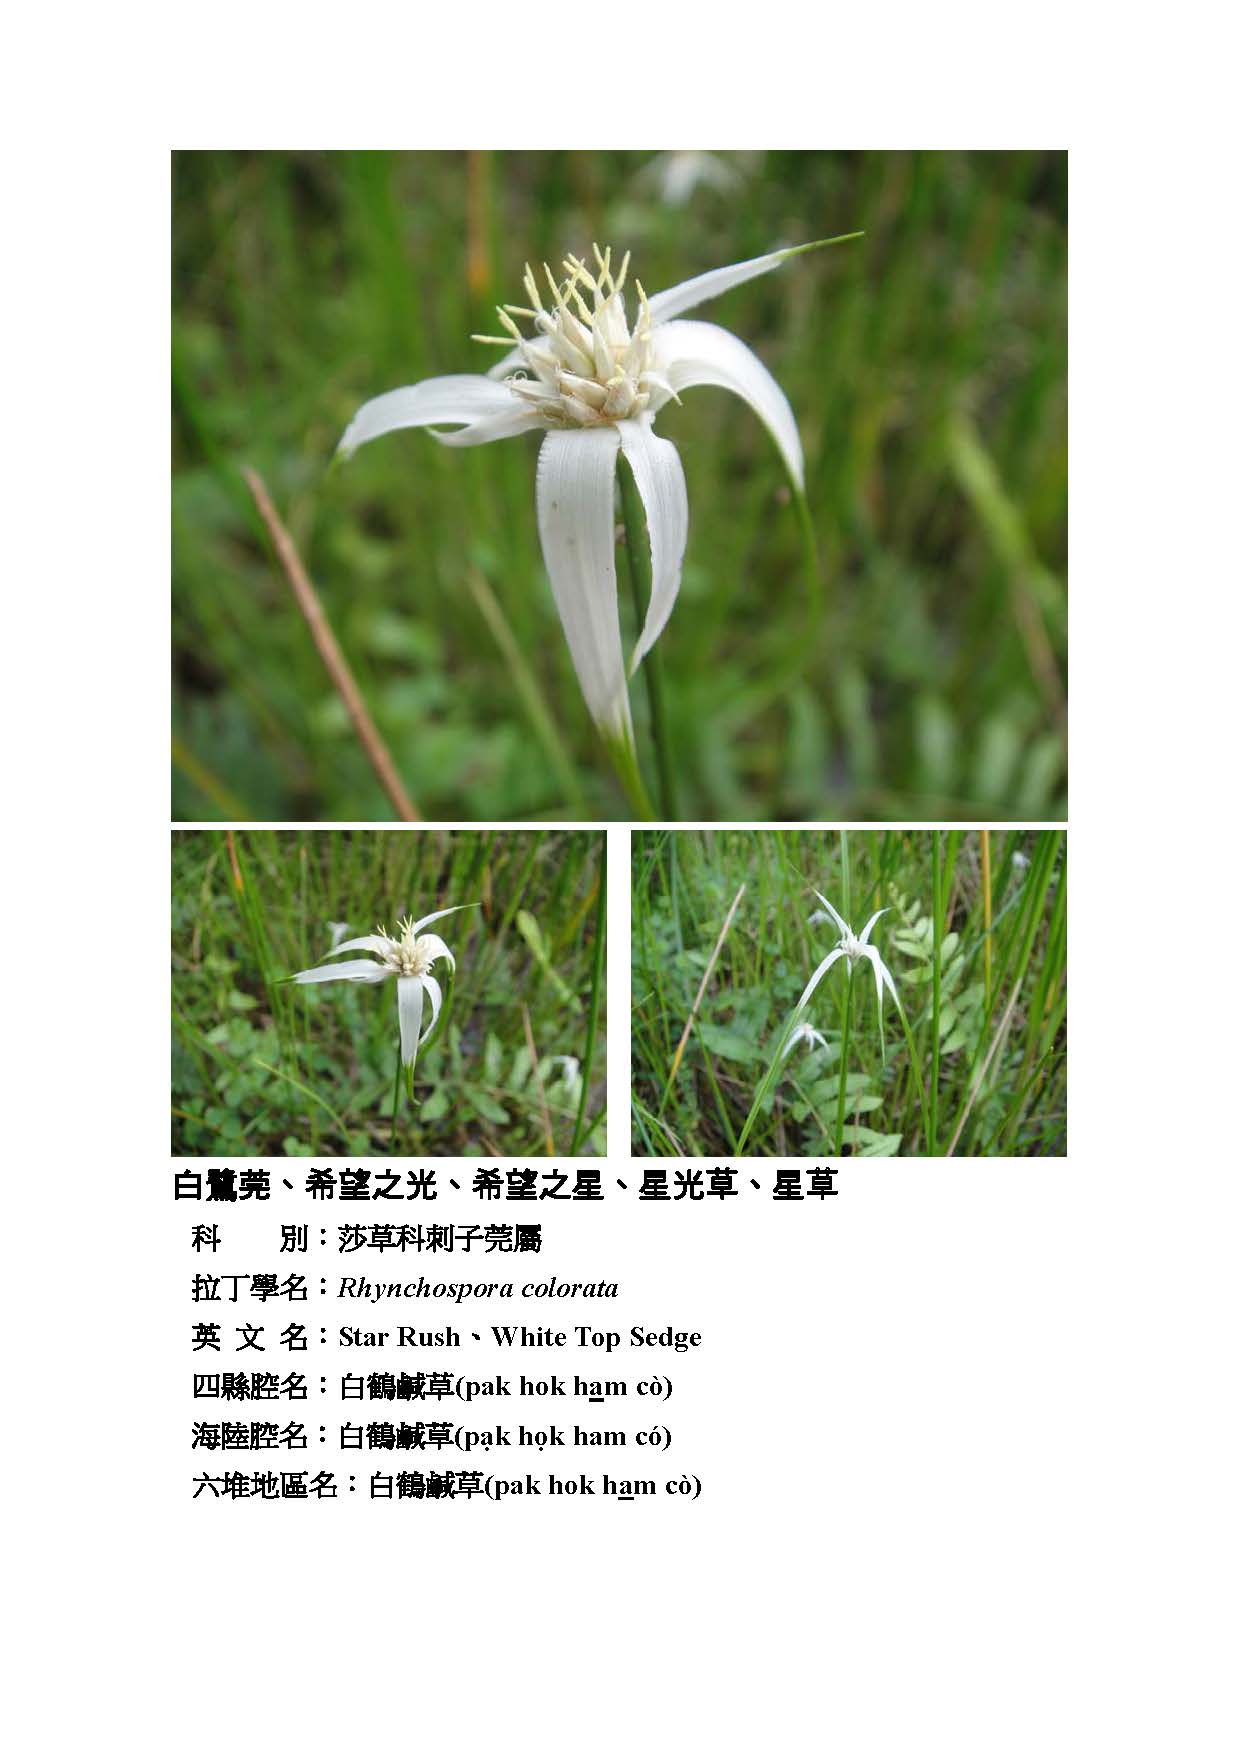 白鷺莞、希望之光、希望之星、星光草、星草
科　　別：莎草科刺子莞屬
拉丁學名：Rhynchospora colorata
英 文 名：Star Rush、White Top Sedge
四縣腔名：白鶴鹹草(pak hok ha̲m cò)
海陸腔名：白鶴鹹草(pa̩k ho̩k ham có)
六堆地區名：白鶴鹹草(pak hok ha̲m cò)